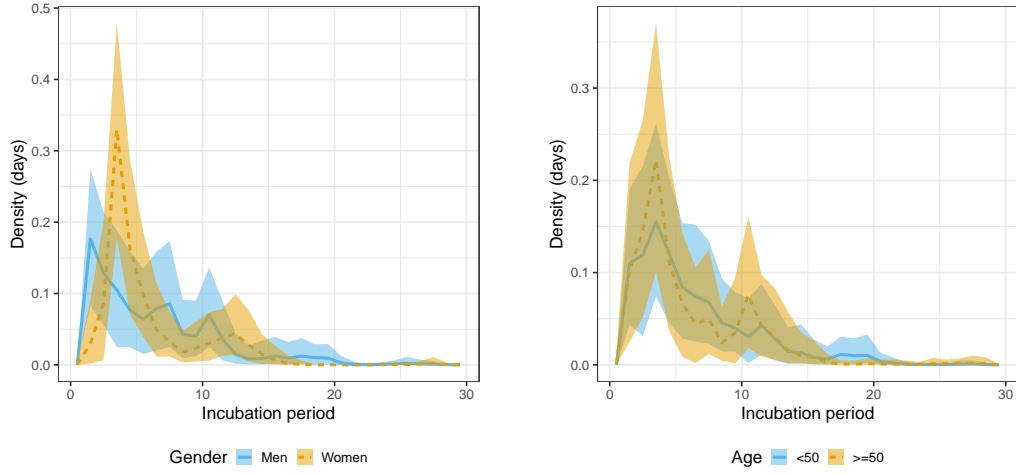 0.5
0.4
0.3
0.2
0.1
0.0
Density (days)
0 10 20 30
Incubation period
Gender Men Women
0.3
0.2
0.1
0.0
Density (days)
0 10 20 30
Incubation period
Age <50 >=50